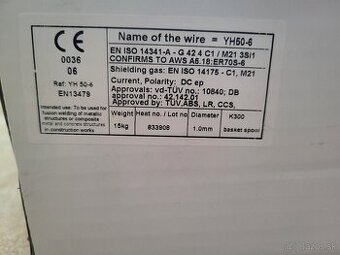 CE
0036
06
Ref: YH 50-6
EN13479
Intended use: To be used for
fusion welding of metallic
structures or composite
metal and concrete structures
in construction works
Name of the wire = YH50-6
EN ISO 14341-A - G 42 4 C1 / M21 3Si1
CONFIRMS TO AWS A5.18:ER70S-6
Shielding gas: EN ISO 14175 - C1, M21
Current, Polarity: DC ep
Approvals: vd-TÜV no.: 10840; DB
approval no.: 42.142.01
Approved by: TÜV,ABS, LR, CCS,
Weight Heat no. / Lot no Diameter K300
15kg 833908 1.0mm basket spool